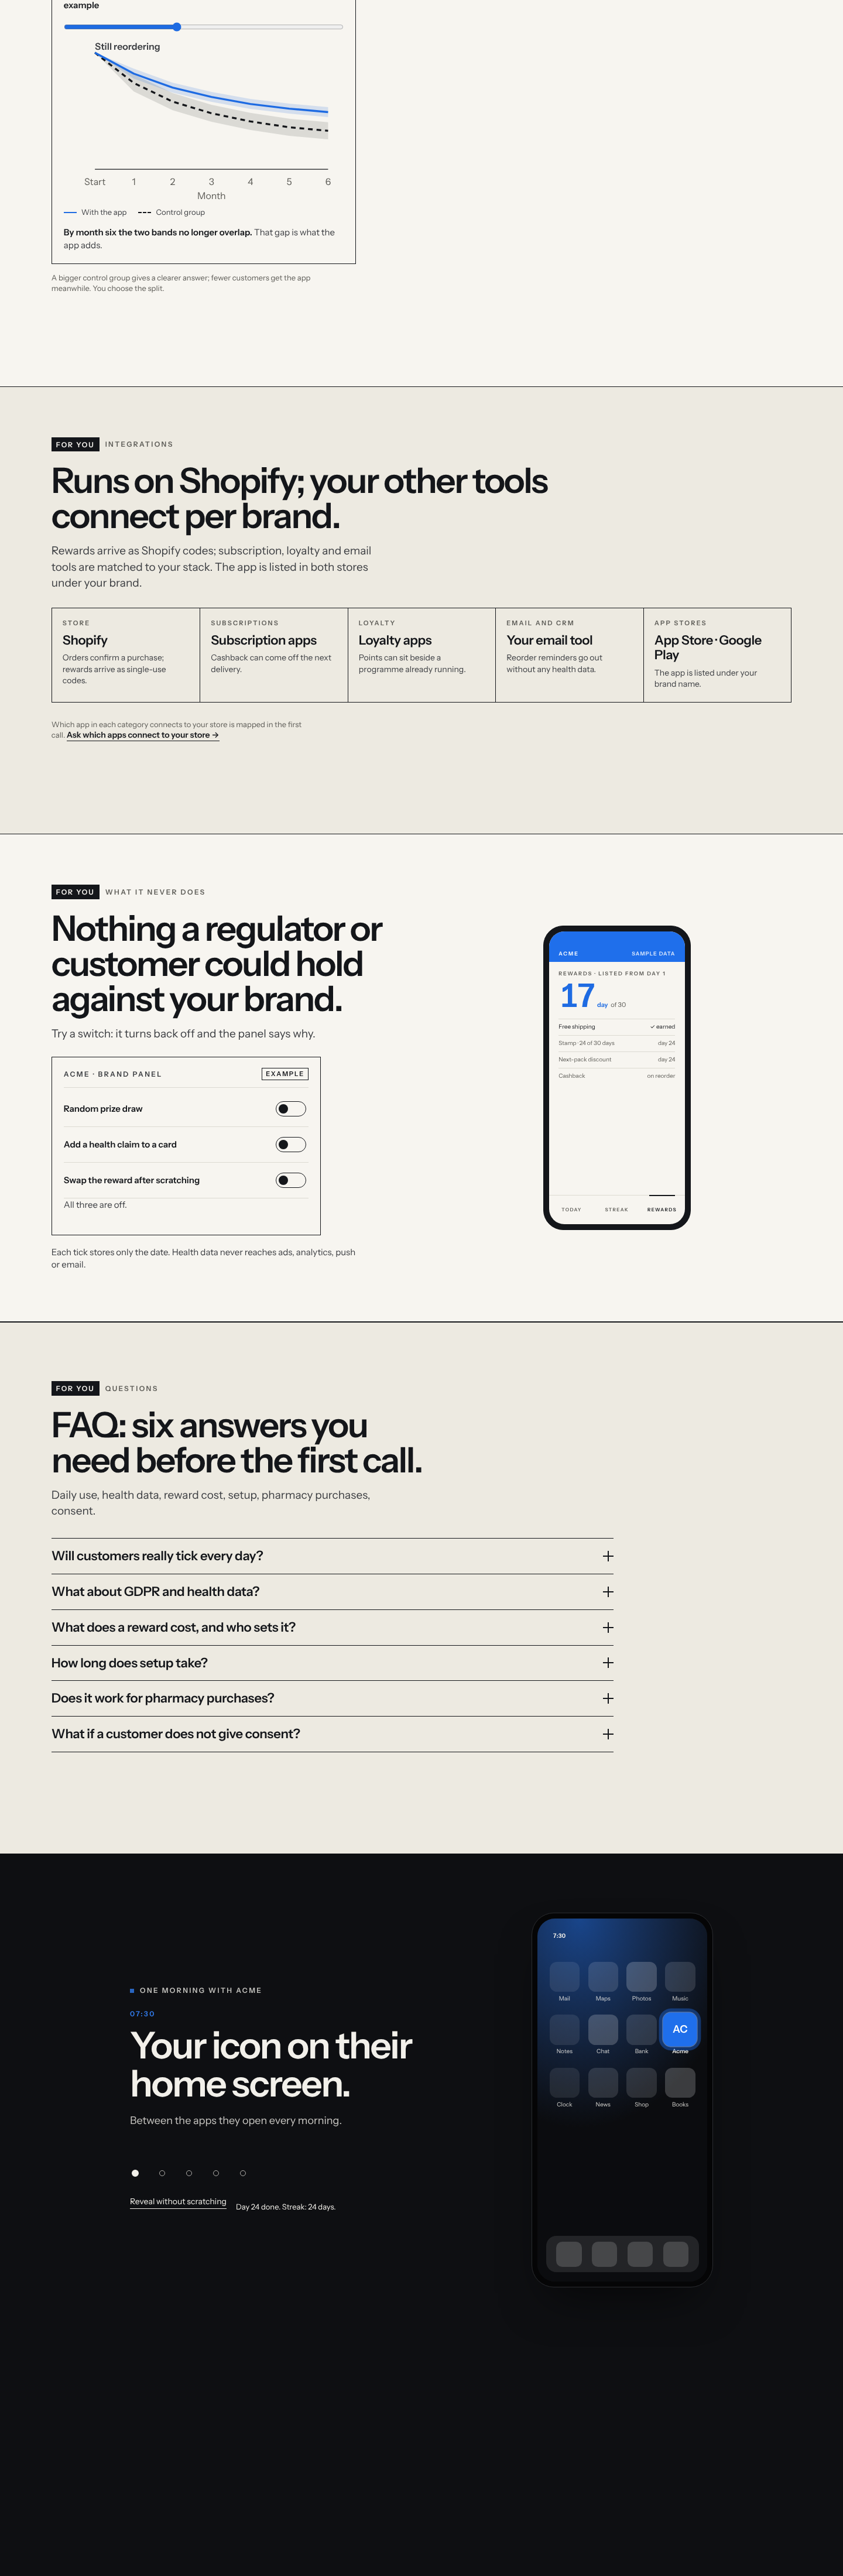 example
Still reordering
Start 1 2 3 4 5 6
Month
With the app Control group
By month six the two bands no longer overlap. That gap is what the
app adds.
A bigger control group gives a clearer answer; fewer customers get the app
meanwhile. You choose the split.
FOR YOU INTEGRATIONS
Runs on Shopify; your other tools
connect per brand.
Rewards arrive as Shopify codes; subscription, loyalty and email
tools are matched to your stack. The app is listed in both stores
under your brand.
STORE
Shopify
Orders confirm a purchase;
rewards arrive as single-use
codes.
SUBSCRIPTIONS
Subscription apps
Cashback can come off the next
delivery.
LOYALTY
Loyalty apps
Points can sit beside a
programme already running.
EMAIL AND CRM
Your email tool
Reorder reminders go out
without any health data.
APP STORES
App Store · Google
Play
The app is listed under your
brand name.
Which app in each category connects to your store is mapped in the first
call. Ask which apps connect to your store →
FOR YOU WHAT IT NEVER DOES
Nothing a regulator or
customer could hold
against your brand.
Try a switch: it turns back off and the panel says why.
ACME · BRAND PANEL EXAMPLE
Random prize draw
Add a health claim to a card
Swap the reward after scratching
All three are off.
Each tick stores only the date. Health data never reaches ads, analytics, push
or email.
ACME SAMPLE DATA
REWARDS · LISTED FROM DAY 1
17 day of 30
Free shipping ✓ earned
Stamp · 24 of 30 days day 24
Next-pack discount day 24
Cashback on reorder
TODAY STREAK REWARDS
FOR YOU QUESTIONS
FAQ: six answers you
need before the first call.
Daily use, health data, reward cost, setup, pharmacy purchases,
consent.
Will customers really tick every day?
What about GDPR and health data?
What does a reward cost, and who sets it?
How long does setup take?
Does it work for pharmacy purchases?
What if a customer does not give consent?
ONE MORNING WITH ACME
07:30
Your icon on their
home screen.
Between the apps they open every morning.
Reveal without scratching Day 24 done. Streak: 24 days.
7:30
Mail Maps Photos Music
AC
Notes Chat Bank Acme
Clock News Shop Books